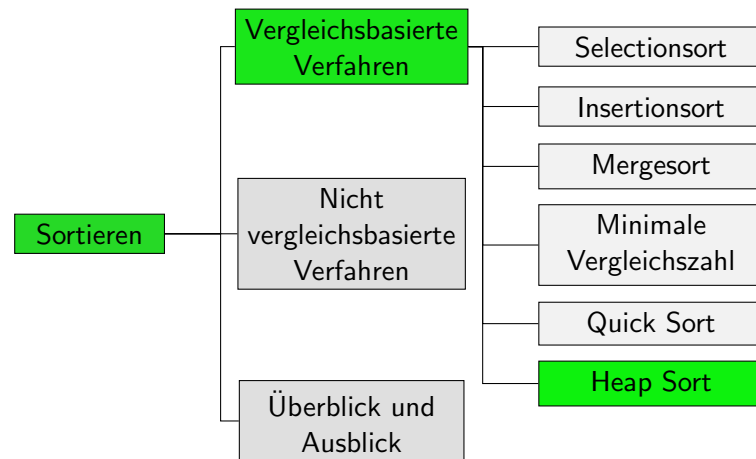 Sortieren
Vergleichsbasierte
Verfahren
Nicht
vergleichsbasierte
Verfahren
Überblick und
Ausblick
Selectionsort
Insertionsort
Mergesort
Minimale
Vergleichszahl
Quick Sort
Heap Sort